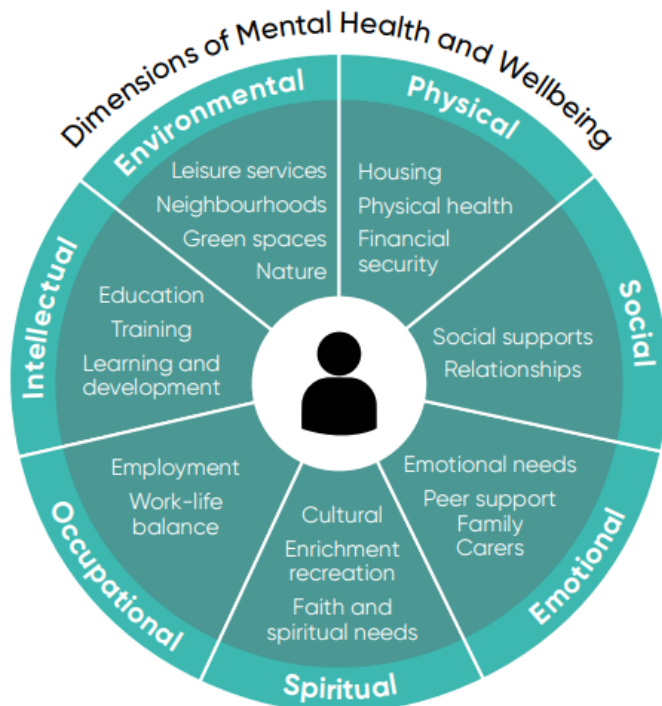 Dimensions of Mental Health and Wellbeing
Environmental
Leisure services
Neighbourhoods
Green spaces
Nature
Physical
Housing
Physical health
Financial
security
Social
Social supports
Relationships
Emotional
Emotional needs
Peer support
Family
Carers
Spiritual
Cultural
Enrichment
recreation
Faith and
spiritual needs
Occupational
Employment
Work-life
balance
Intellectual
Education
Training
Learning and
development